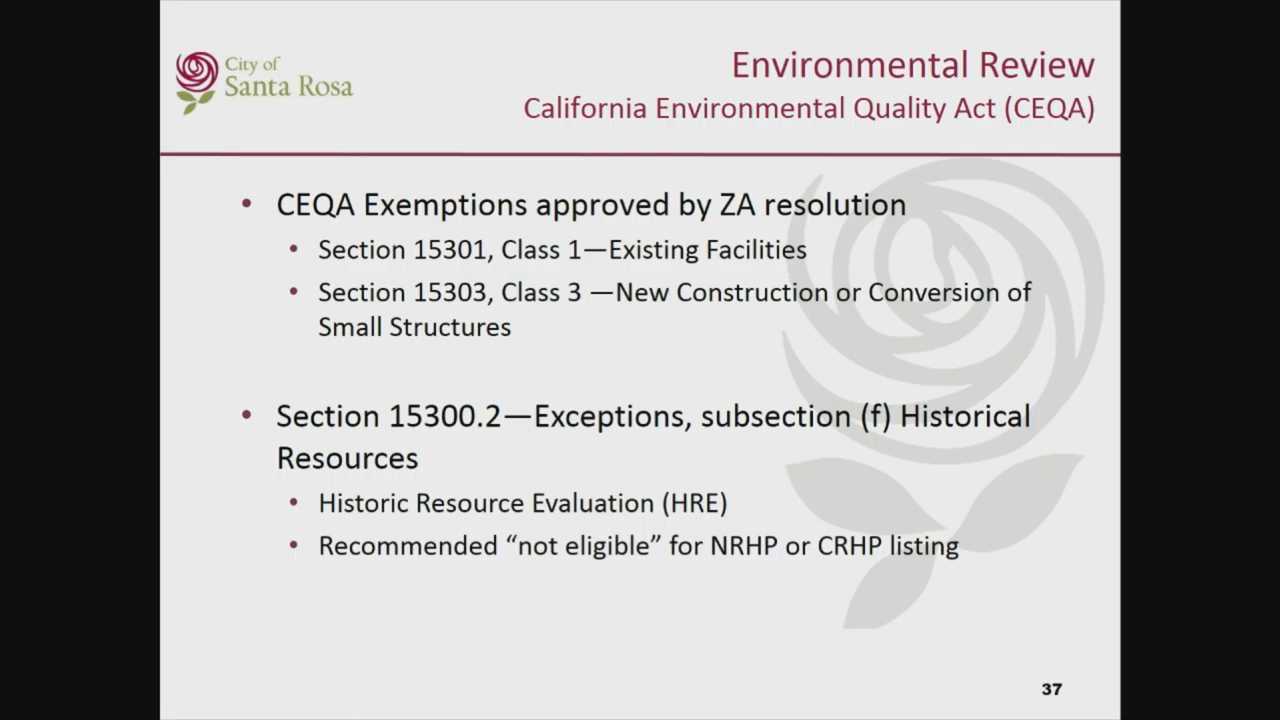 City of
Santa Rosa
Environmental Review
California Environmental Quality Act (CEQA)
• CEQA Exemptions approved by ZA resolution
• Section 15301, Class 1—Existing Facilities
• Section 15303, Class 3 —New Construction or Conversion of
Small Structures
• Section 15300.2—Exceptions, subsection (f) Historical
Resources
• Historic Resource Evaluation (HRE)
• Recommended “not eligible” for NRHP or CRHP listing
37